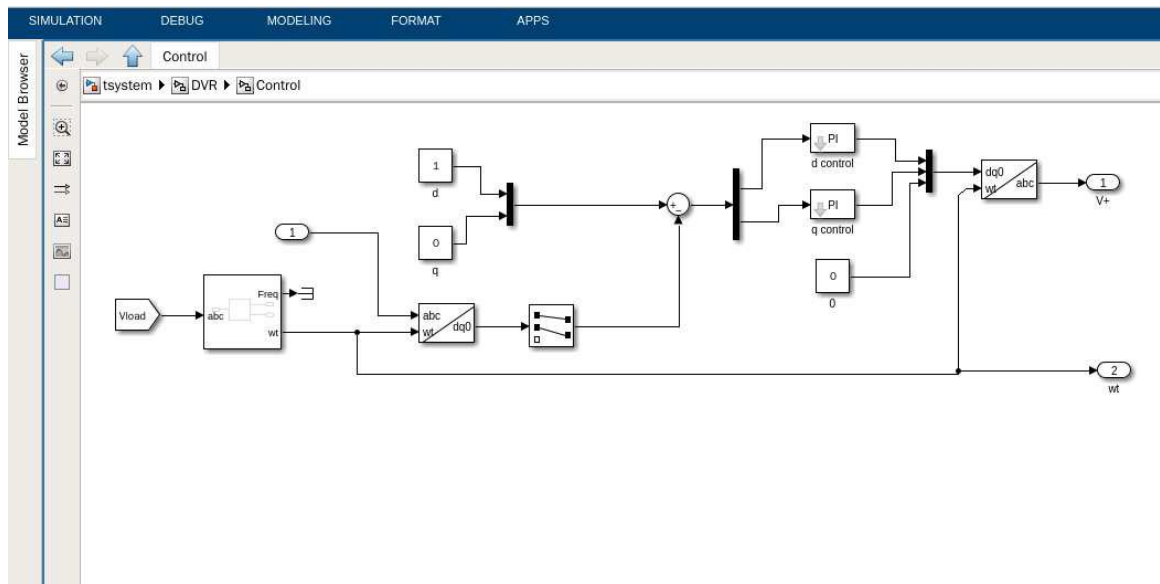 SIMULATION DEBUG MODELING FORMAT APPS
Model Browser
Control
tsystem DVR Control
1
d
0
q
1
Vload
abc
Freq
wt
abc
wt
dq0
+
-
PI
d control
PI
q control
0
0
dq0
wt
abc
1
V+
2
wt